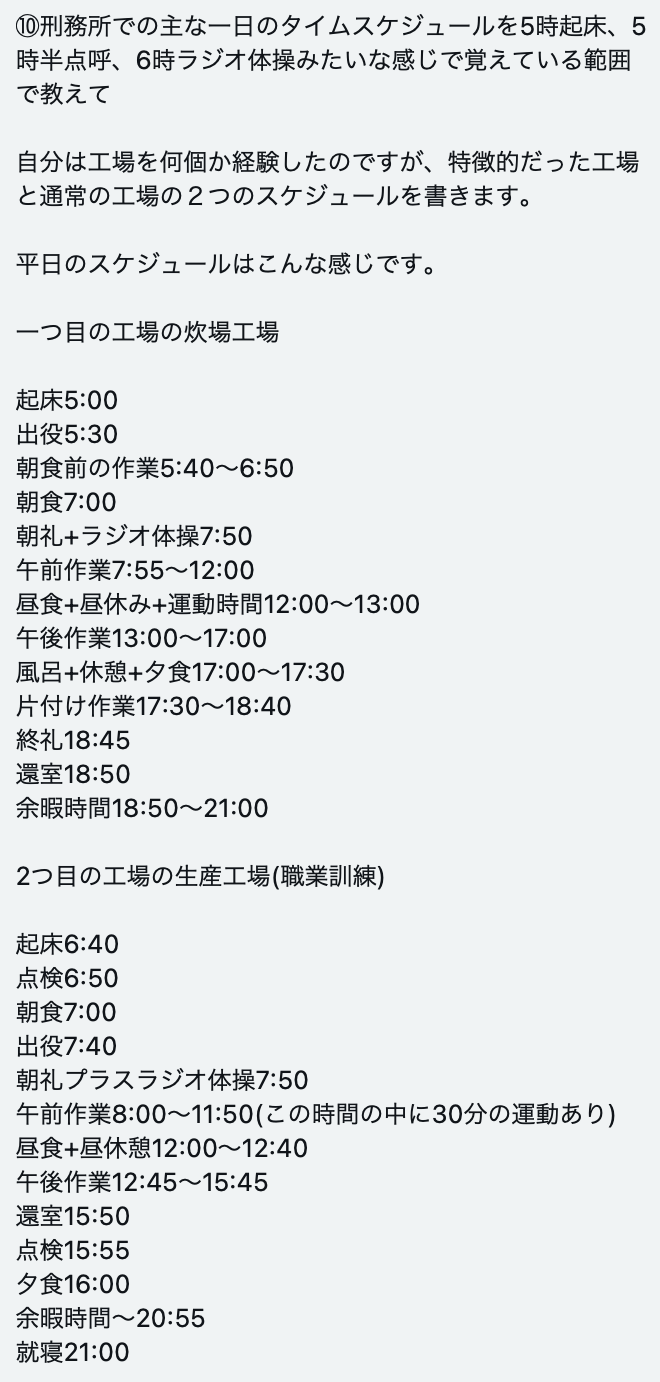 ⑩刑務所での主な一日のタイムスケジュールを5時起床、5
時半点呼、6時ラジオ体操みたいな感じで覚えている範囲
で教えて
自分は工場を何個か経験したのですが、特徴的だった工場
と通常の工場の２つのスケジュールを書きます。
平日のスケジュールはこんな感じです。
一つ目の工場の炊場工場
起床5:00
出役5:30
朝食前の作業5:40〜6:50
朝食7:00
朝礼+ラジオ体操7:50
午前作業7:55〜12:00
昼食+昼休み+運動時間12:00〜13:00
午後作業13:00〜17:00
風呂+休憩+夕食17:00〜17:30
片付け作業17:30〜18:40
終礼18:45
還室18:50
余暇時間18:50〜21:00
2つ目の工場の生産工場(職業訓練)
起床6:40
点検6:50
朝食7:00
出役7:40
朝礼プラスラジオ体操7:50
午前作業8:00〜11:50(この時間の中に30分の運動あり)
昼食+昼休憩12:00〜12:40
午後作業12:45〜15:45
還室15:50
点検15:55
夕食16:00
余暇時間〜20:55
就寝21:00